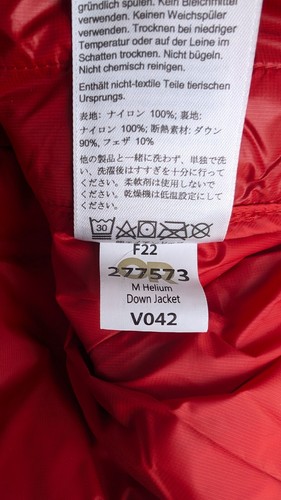 gründlich spülen. Kein Bleichmittel
verwenden. Keinen Weichspüler
verwenden. Trocknen bei niedriger
Temperatur oder auf der Leine im
Schatten trocknen. Nicht bügeln.
Nicht chemisch reinigen.
Enthält nicht-textile Teile tierischen
Ursprungs.
表地: ナイロン 100%; 裏地:
ナイロン 100%; 断熱素材: ダウン
90%, フェザ 10%
他の製品と一緒に洗わず、単独で洗
い、洗濯後はすすぎを十分に行って
ください。柔軟剤は使用しないで
ください。乾燥機は低温設定にして
ください。
30
F22
277573
M Helium
Down Jacket
V042